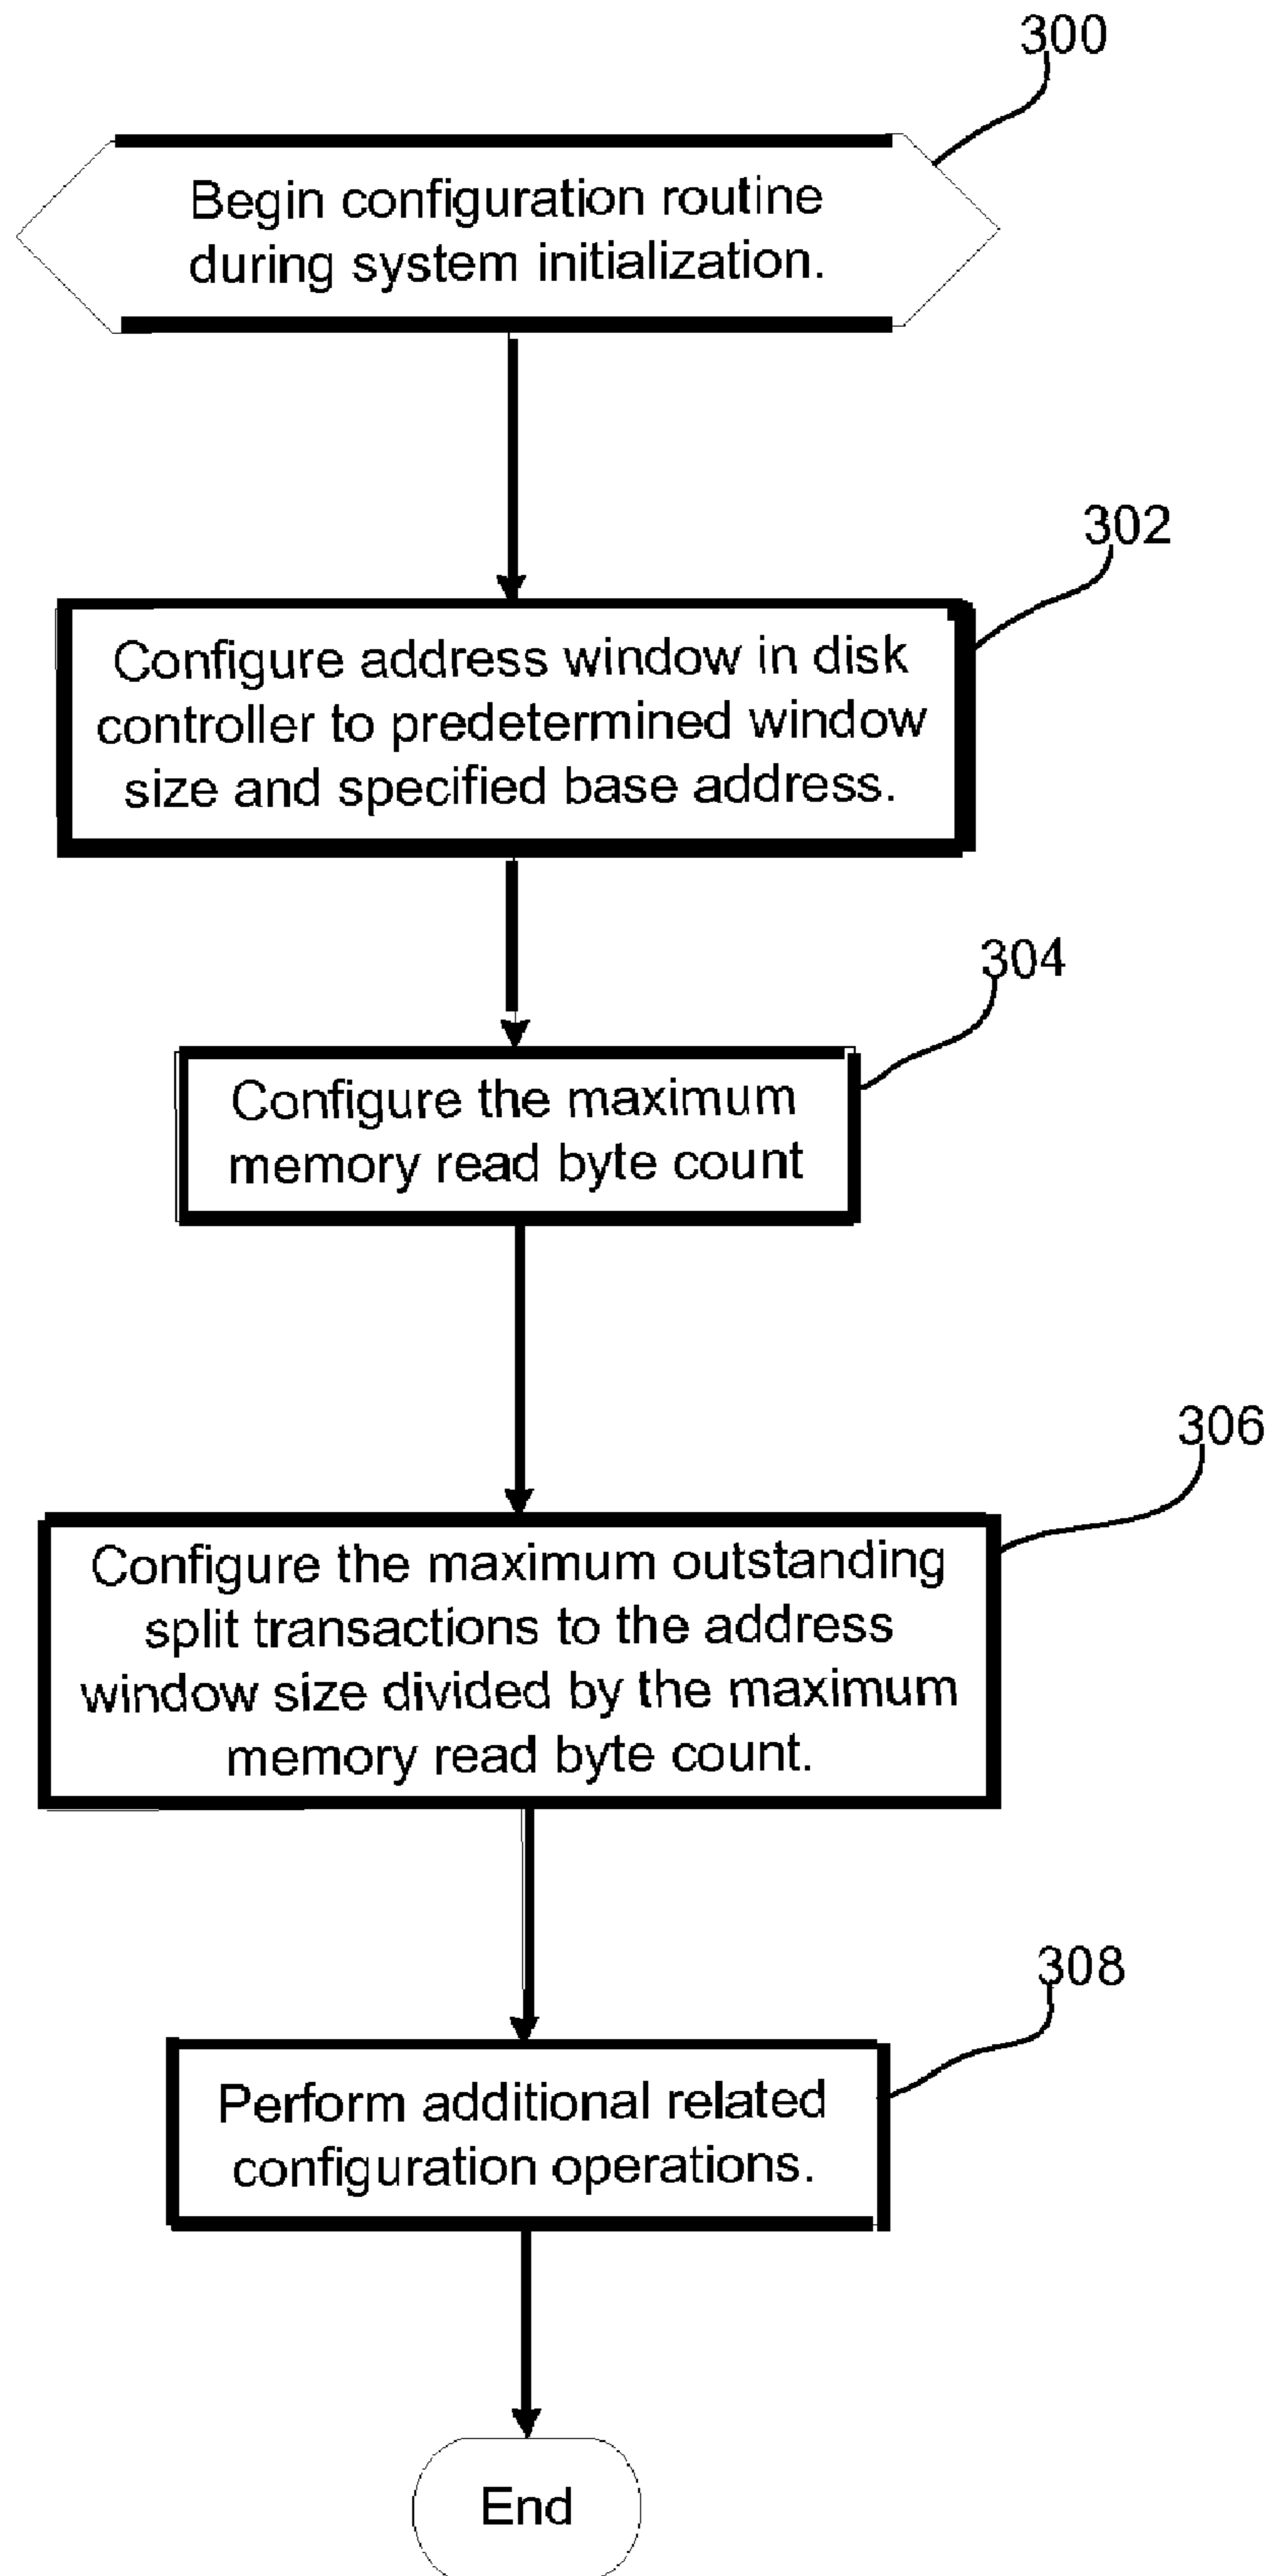 300
Begin configuration routine
during system initialization.
302
Configure address window in disk
controller to predetermined window
size and specified base address.
304
Configure the maximum
memory read byte count
306
Configure the maximum outstanding
split transactions to the address
window size divided by the maximum
memory read byte count.
308
Perform additional related
configuration operations.
End